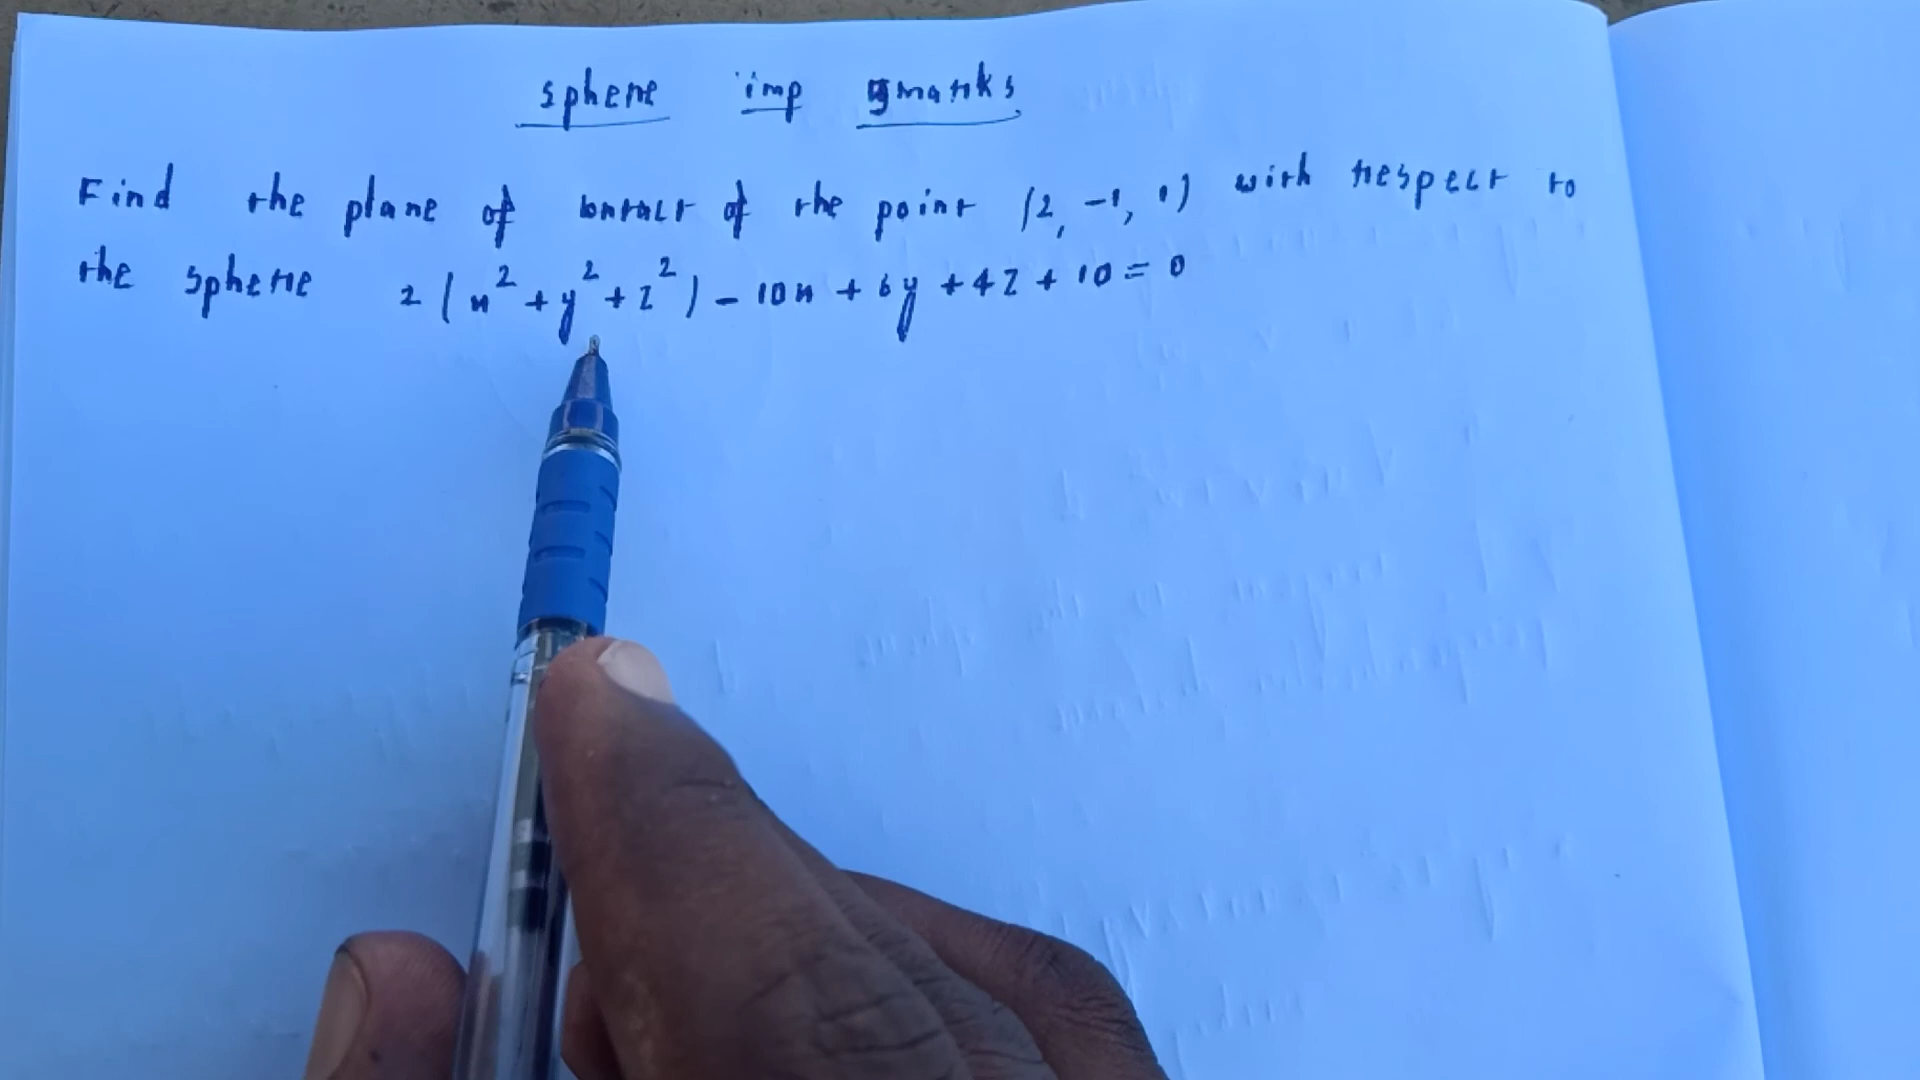 sphere imp 5marks
Find the plane of contact of the point (2, -1, 1) with respect to
the sphere 2(x²+y²+z²)-10x+6y+4z+10=0